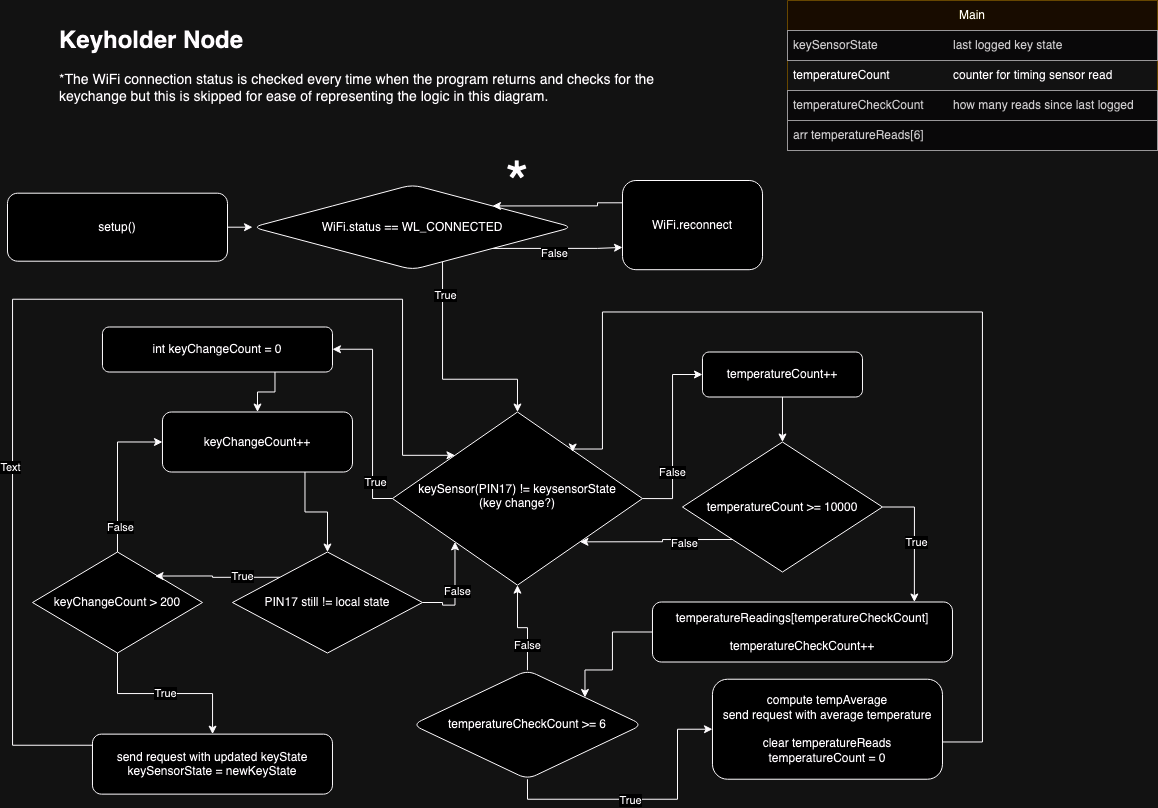 Keyholder Node
*The WiFi connection status is checked every time when the program returns and checks for the
keychange but this is skipped for ease of representing the logic in this diagram.
Main
keySensorState last logged key state
temperatureCount counter for timing sensor read
temperatureCheckCount how many reads since last logged
arr temperatureReads[6]
*
setup()
WiFi.status == WL_CONNECTED
WiFi.reconnect
False
True
int keyChangeCount = 0
temperatureCount++
keyChangeCount++
Text
True
keySensor(PIN17) != keysensorState
(key change?)
False
temperatureCount >= 10000
False
False
True
keyChangeCount > 200
True
PIN17 still != local state
False
temperatureReadings[temperatureCheckCount]
temperatureCheckCount++
False
True
temperatureCheckCount >= 6
compute tempAverage
send request with average temperature
clear temperatureReads
temperatureCount = 0
send request with updated keyState
keySensorState = newKeyState
True